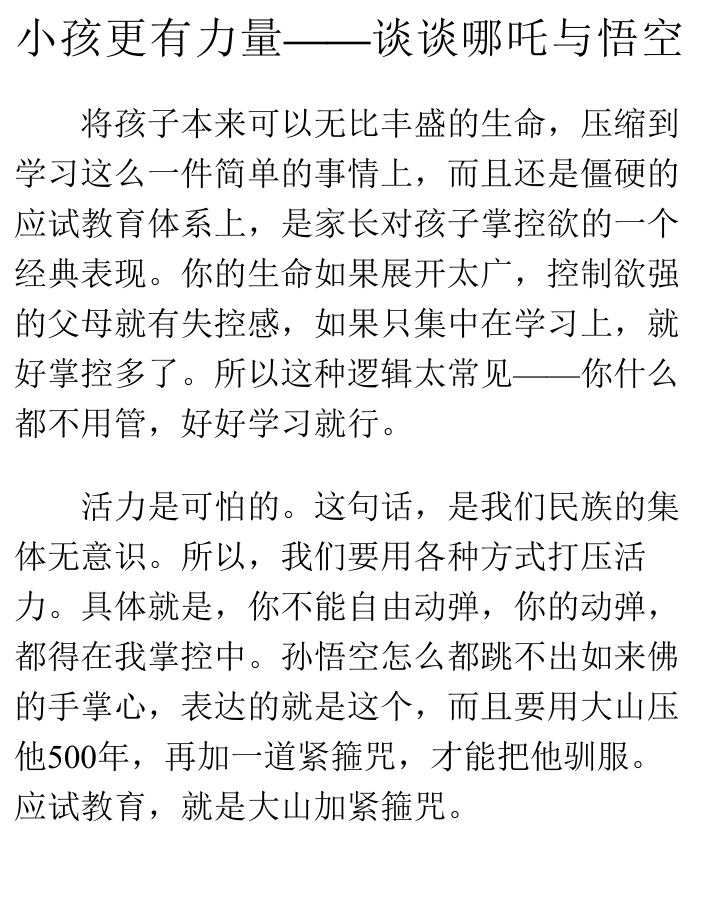 小孩更有力量——谈谈哪吒与悟空
将孩子本来可以无比丰盛的生命，压缩到
学习这么一件简单的事情上，而且还是僵硬的
应试教育体系上，是家长对孩子掌控欲的一个
经典表现。你的生命如果展开太广，控制欲强
的父母就有失控感，如果只集中在学习上，就
好掌控多了。所以这种逻辑太常见——你什么
都不用管，好好学习就行。
活力是可怕的。这句话，是我们民族的集
体无意识。所以，我们要用各种方式打压活
力。具体就是，你不能自由动弹，你的动弹，
都得在我掌控中。孙悟空怎么都跳不出如来佛
的手掌心，表达的就是这个，而且要用大山压
他500年，再加一道紧箍咒，才能把他驯服。
应试教育，就是大山加紧箍咒。